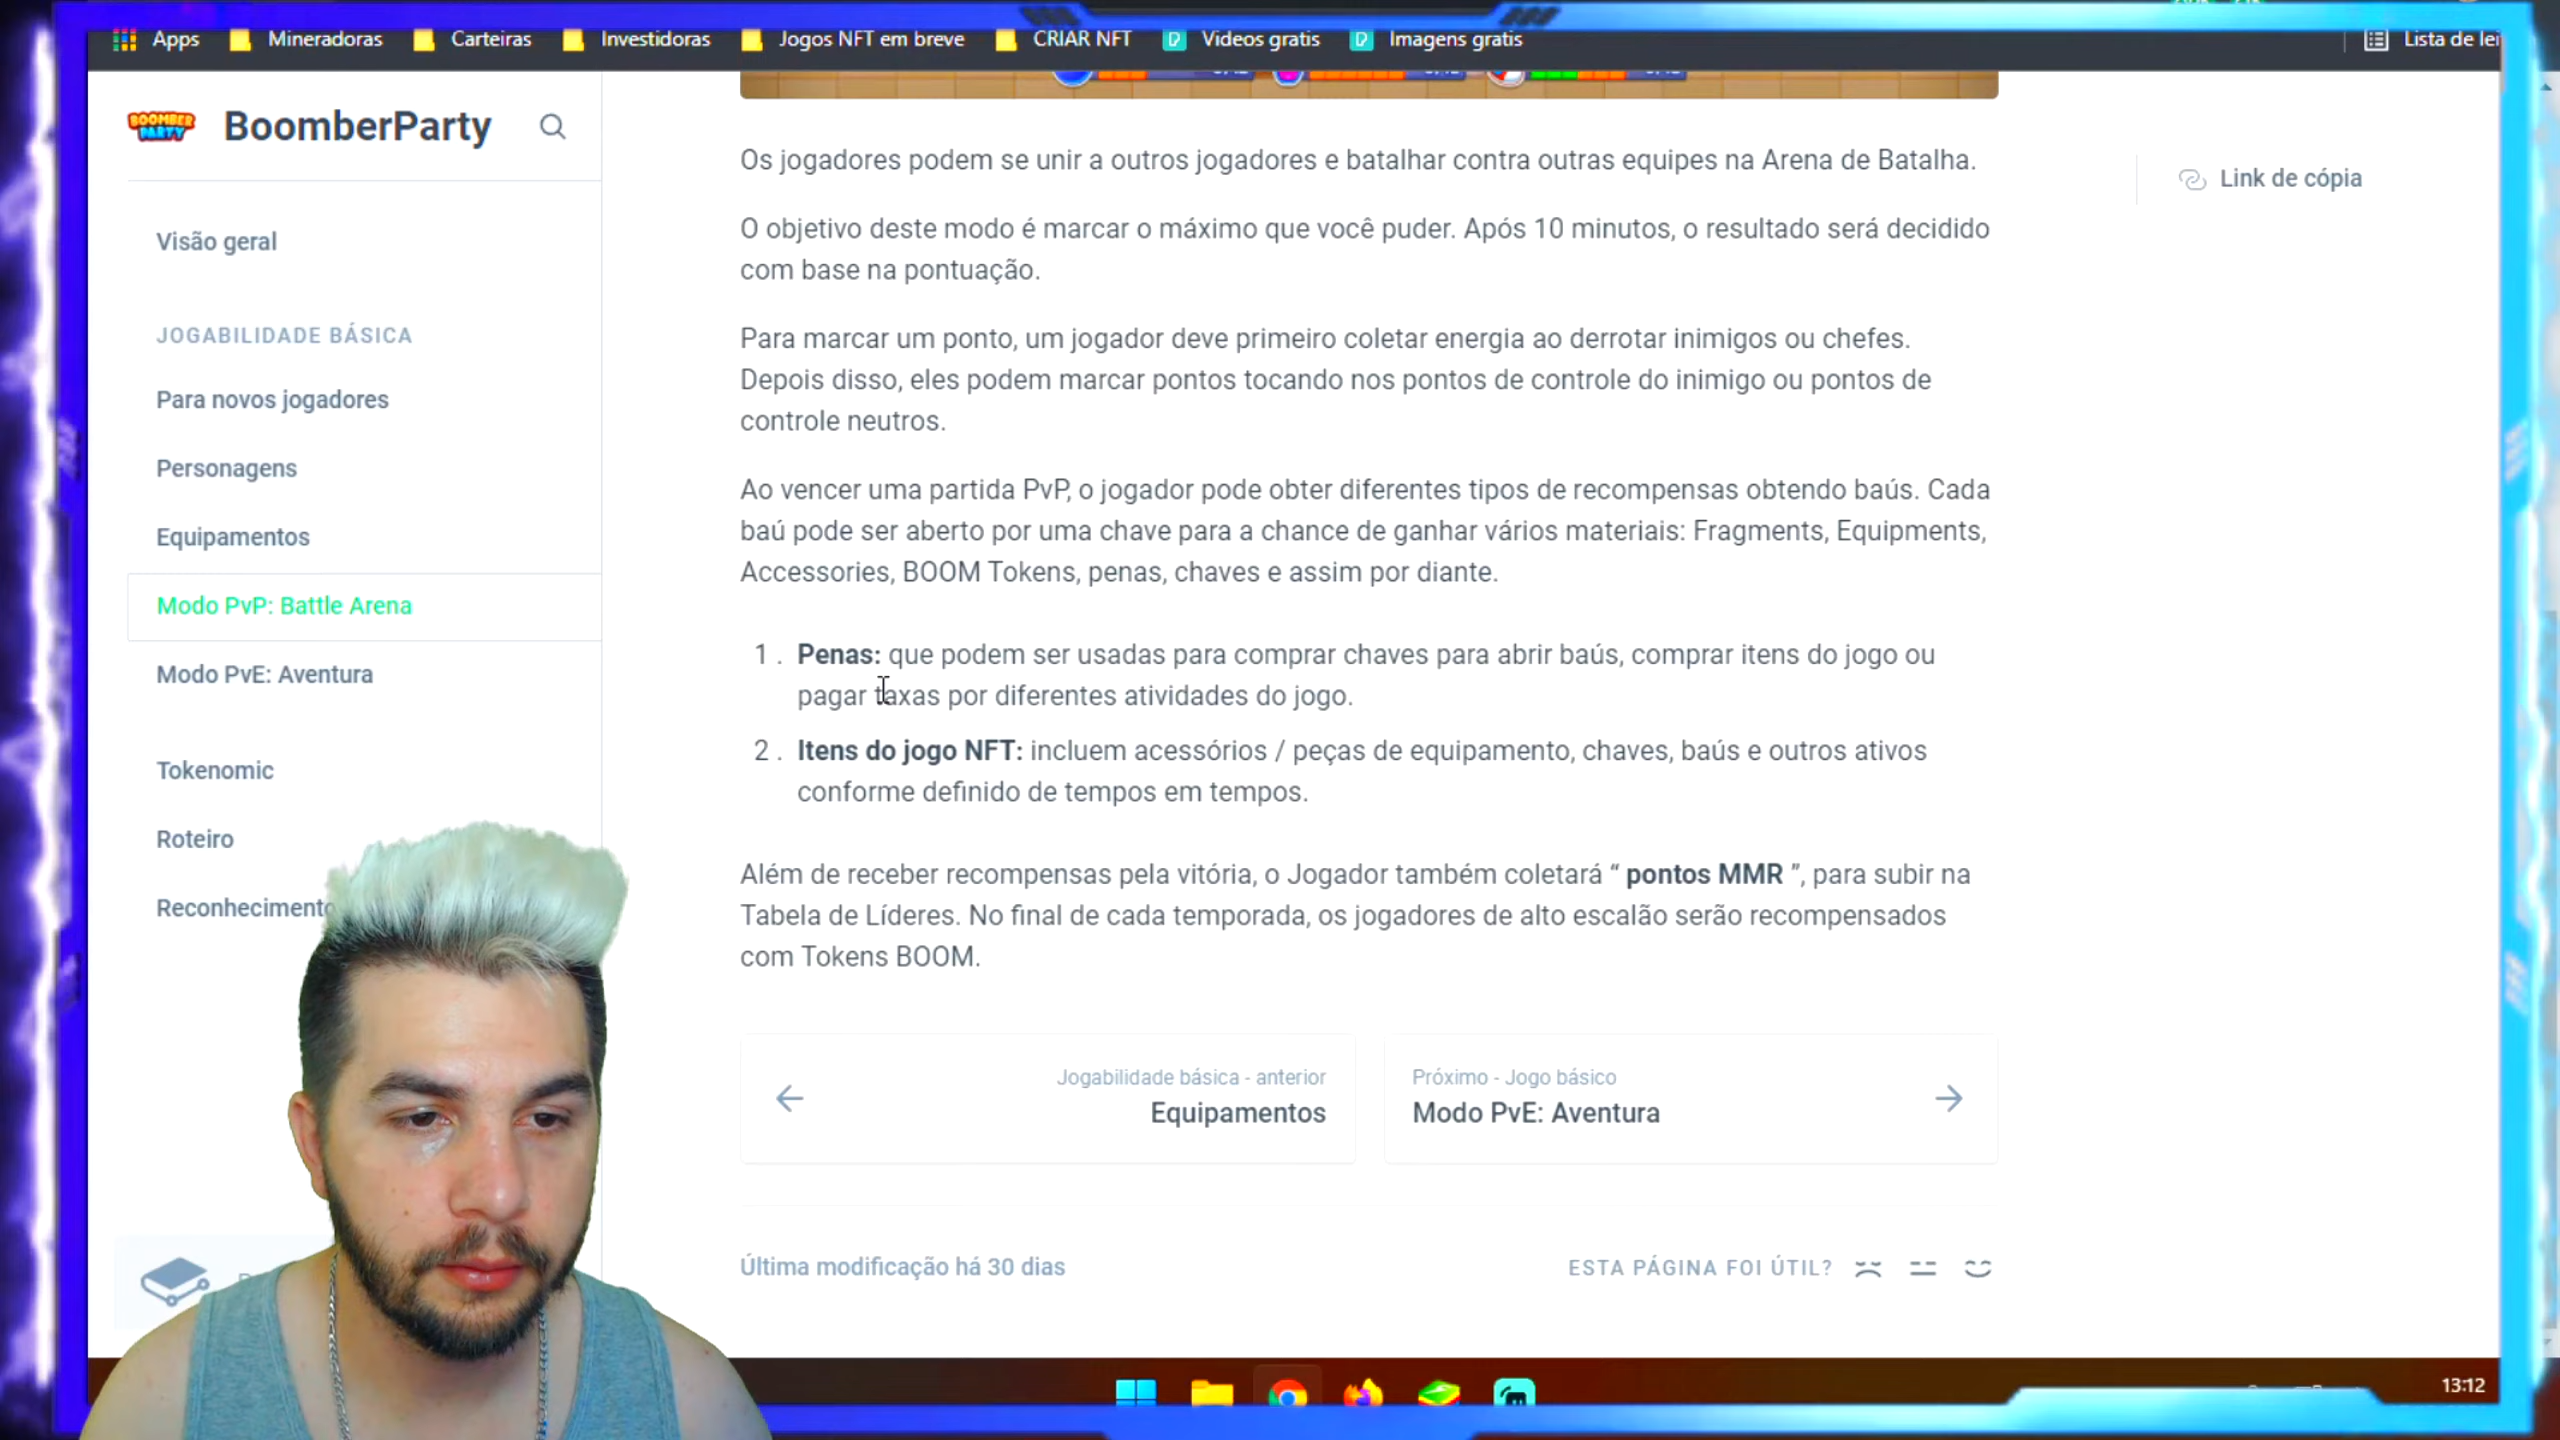 Apps
Mineradoras
Carteiras
Investidoras
Jogos NFT em breve
CRIAR NFT
Videos gratis
Imagens gratis
Lista de lei
BOOMBER PARTY
BoomberParty
Visão geral
JOGABILIDADE BÁSICA
Para novos jogadores
Personagens
Equipamentos
Modo PvP: Battle Arena
Modo PvE: Aventura
Tokenomic
Roteiro
Reconhecimento
Os jogadores podem se unir a outros jogadores e batalhar contra outras equipes na Arena de Batalha.
O objetivo deste modo é marcar o máximo que você puder. Após 10 minutos, o resultado será decidido
com base na pontuação.
Para marcar um ponto, um jogador deve primeiro coletar energia ao derrotar inimigos ou chefes.
Depois disso, eles podem marcar pontos tocando nos pontos de controle do inimigo ou pontos de
controle neutros.
Ao vencer uma partida PvP, o jogador pode obter diferentes tipos de recompensas obtendo baús. Cada
baú pode ser aberto por uma chave para a chance de ganhar vários materiais: Fragments, Equipments,
Accessories, BOOM Tokens, penas, chaves e assim por diante.
1. Penas: que podem ser usadas para comprar chaves para abrir baús, comprar itens do jogo ou
pagar taxas por diferentes atividades do jogo.
2. Itens do jogo NFT: incluem acessórios / peças de equipamento, chaves, baús e outros ativos
conforme definido de tempos em tempos.
Além de receber recompensas pela vitória, o Jogador também coletará “ pontos MMR ”, para subir na
Tabela de Líderes. No final de cada temporada, os jogadores de alto escalão serão recompensados
com Tokens BOOM.
Jogabilidade básica - anterior
Equipamentos
Próximo - Jogo básico
Modo PvE: Aventura
Última modificação há 30 dias
ESTA PÁGINA FOI ÚTIL?
Link de cópia
13:12